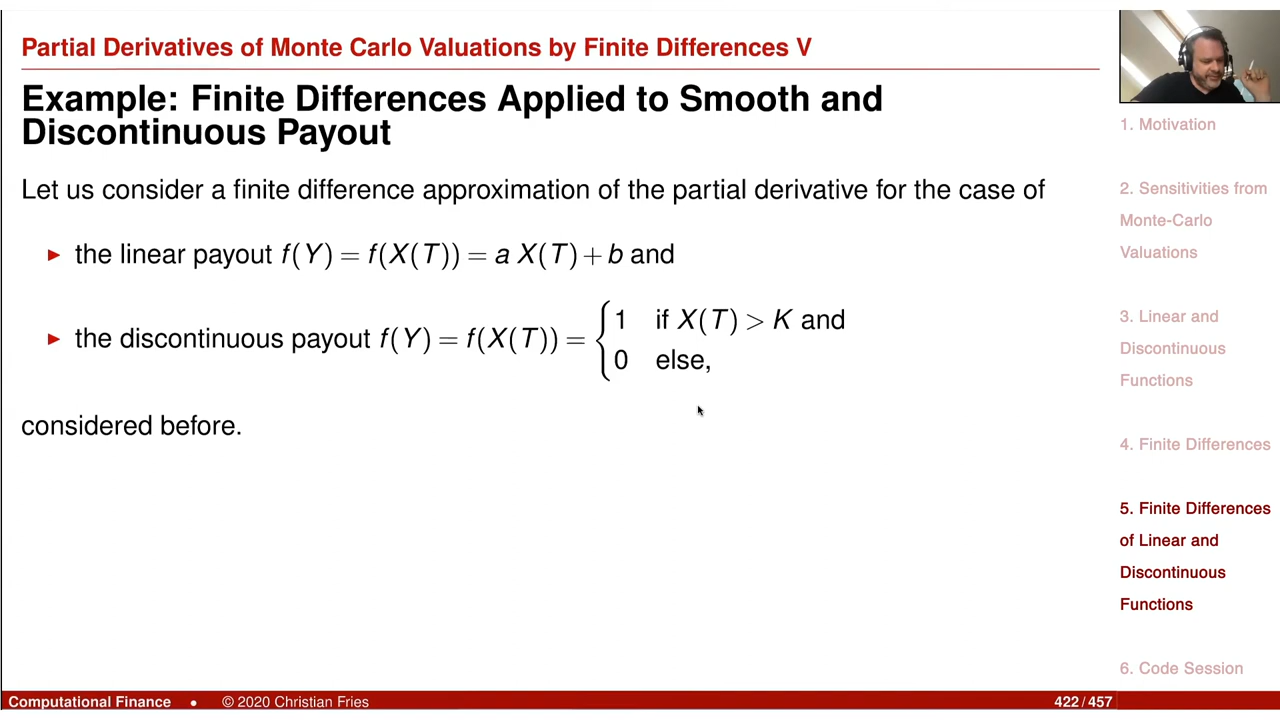 Partial Derivatives of Monte Carlo Valuations by Finite Differences V
Example: Finite Differences Applied to Smooth and
Discontinuous Payout
Let us consider a finite difference approximation of the partial derivative for the case of
▶ the linear payout f(Y) = f(X(T)) = a X(T) + b and
▶ the discontinuous payout f(Y) = f(X(T)) = { 1 if X(T) > K and
0 else,
considered before.
1. Motivation
2. Sensitivities from
Monte-Carlo
Valuations
3. Linear and
Discontinuous
Functions
4. Finite Differences
5. Finite Differences
of Linear and
Discontinuous
Functions
6. Code Session
Computational Finance • © 2020 Christian Fries 422 / 457